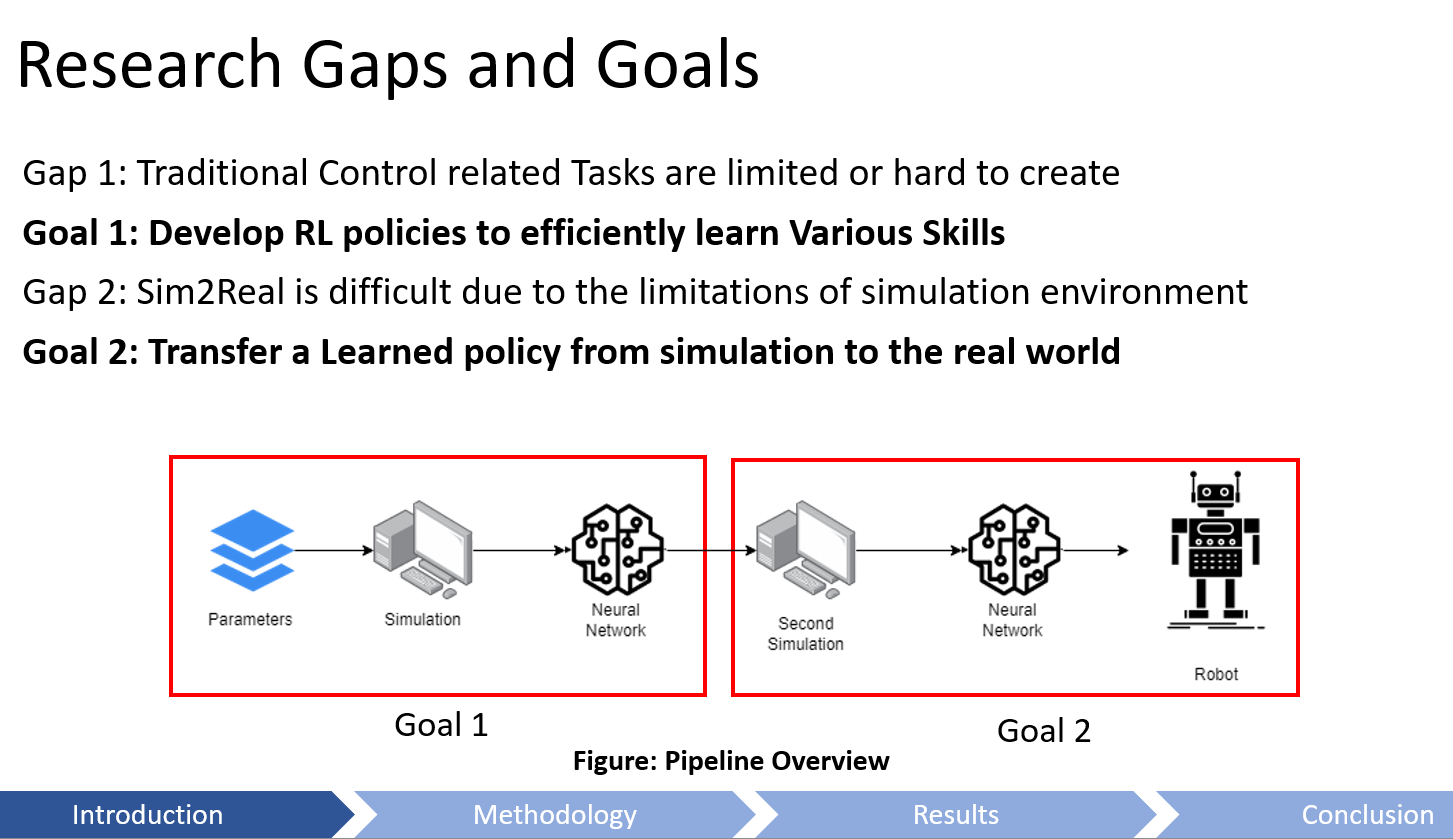 Research Gaps and Goals
Gap 1: Traditional Control related Tasks are limited or hard to create
Goal 1: Develop RL policies to efficiently learn Various Skills
Gap 2: Sim2Real is difficult due to the limitations of simulation environment
Goal 2: Transfer a Learned policy from simulation to the real world
Parameters
Simulation
Neural
Network
Second
Simulation
Neural
Network
Robot
Goal 1
Goal 2
Figure: Pipeline Overview
Introduction
Methodology
Results
Conclusion